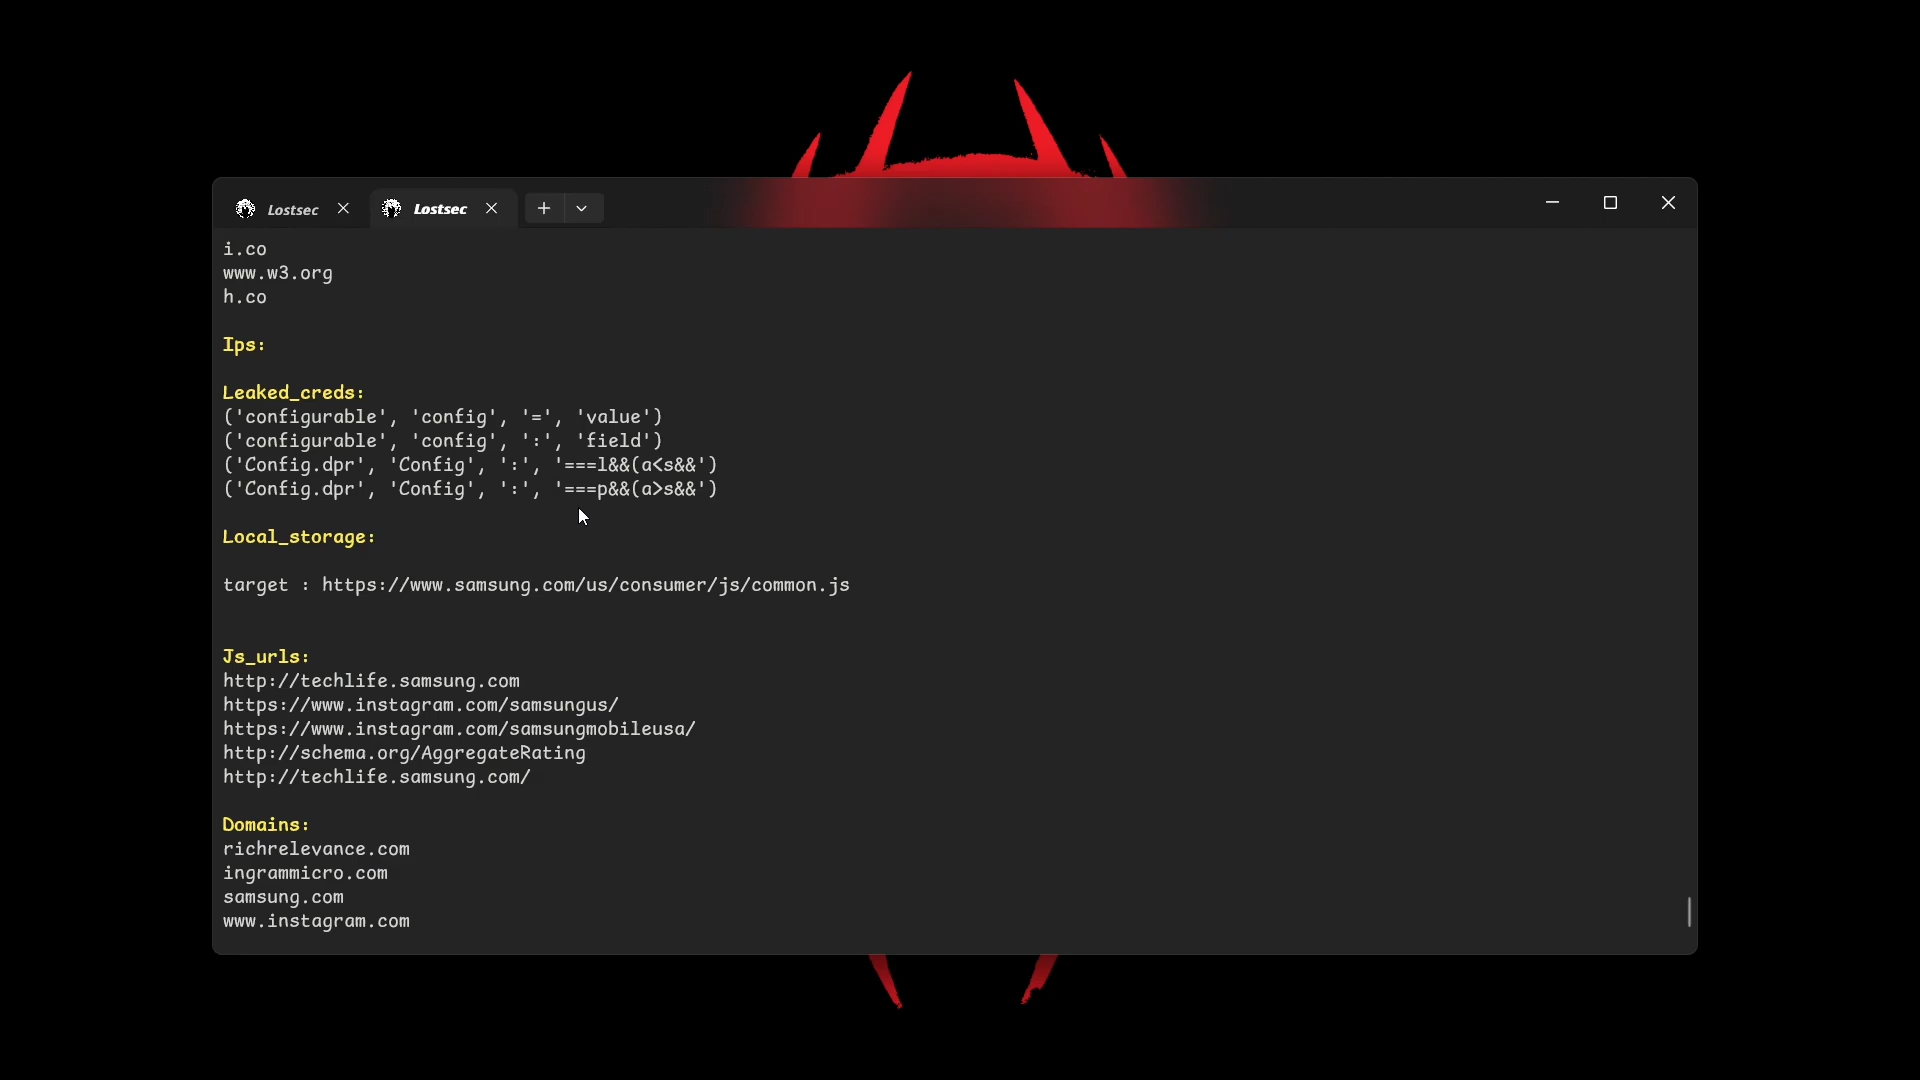 Lostsec
Lostsec
i.co
www.w3.org
h.co
Ips:
Leaked_creds:
('configurable', 'config', '=', 'value')
('configurable', 'config', ':', 'field')
('Config.dpr', 'Config', ':', '===l&&(a<s&&')
('Config.dpr', 'Config', ':', '===p&&(a>s&&')
Local_storage:
target : https://www.samsung.com/us/consumer/js/common.js
Js_urls:
http://techlife.samsung.com
https://www.instagram.com/samsungus/
https://www.instagram.com/samsungmobileusa/
http://schema.org/AggregateRating
http://techlife.samsung.com/
Domains:
richrelevance.com
ingrammicro.com
samsung.com
www.instagram.com